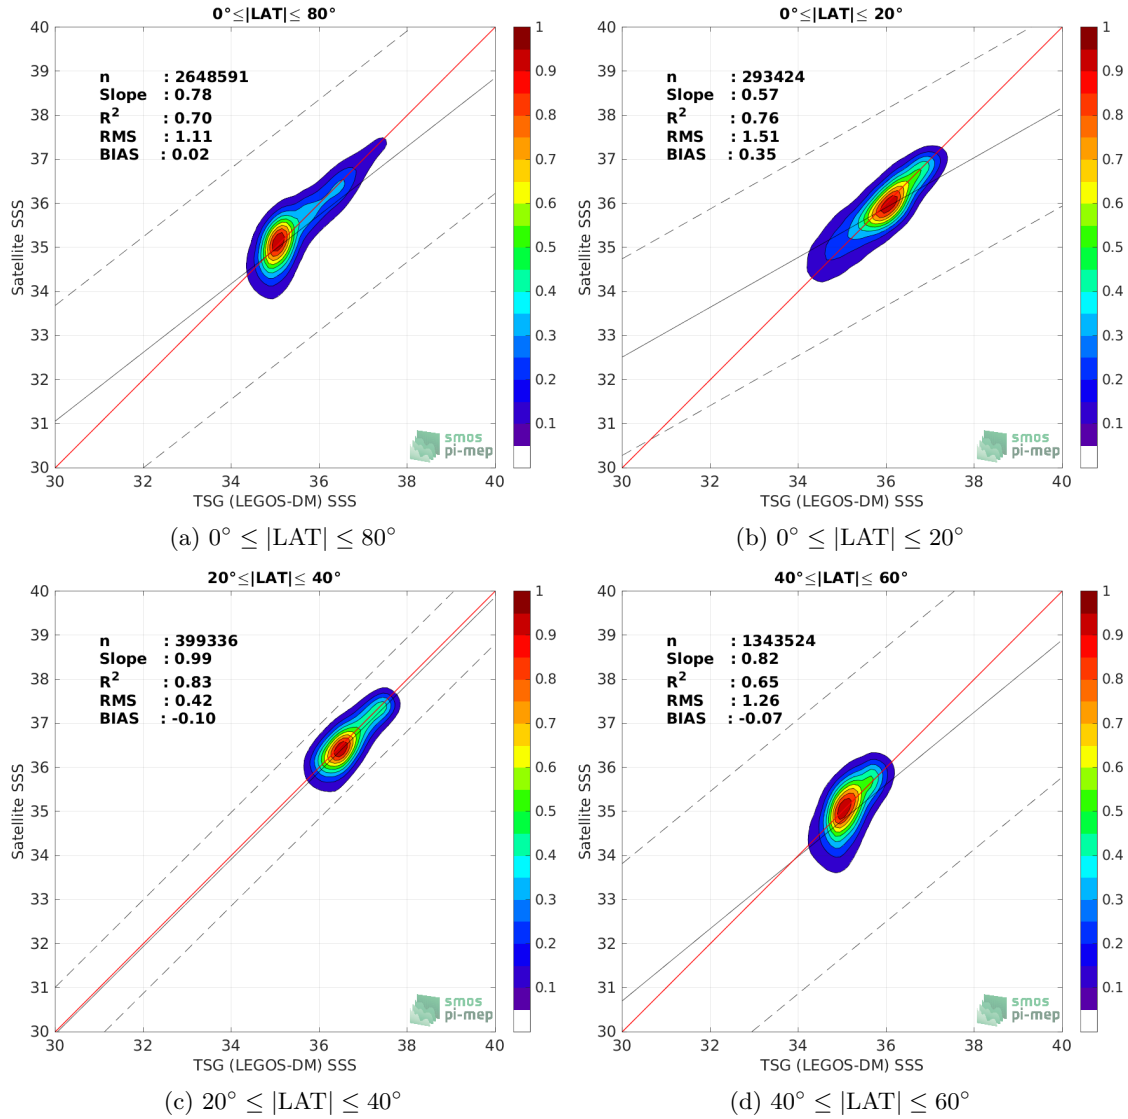 0°≤|LAT|≤ 80°
n : 2648591
Slope : 0.78
R² : 0.70
RMS : 1.11
BIAS : 0.02
Satellite SSS
40
39
38
37
36
35
34
33
32
31
30
30 32 34 36 38 40
TSG (LEGOS-DM) SSS
1
0.9
0.8
0.7
0.6
0.5
0.4
0.3
0.2
0.1
smos
pi-mep
(a) 0° ≤ |LAT| ≤ 80°
0°≤|LAT|≤ 20°
n : 293424
Slope : 0.57
R² : 0.76
RMS : 1.51
BIAS : 0.35
Satellite SSS
40
39
38
37
36
35
34
33
32
31
30
30 32 34 36 38 40
TSG (LEGOS-DM) SSS
1
0.9
0.8
0.7
0.6
0.5
0.4
0.3
0.2
0.1
smos
pi-mep
(b) 0° ≤ |LAT| ≤ 20°
20°≤|LAT|≤ 40°
n : 399336
Slope : 0.99
R² : 0.83
RMS : 0.42
BIAS : -0.10
Satellite SSS
40
39
38
37
36
35
34
33
32
31
30
30 32 34 36 38 40
TSG (LEGOS-DM) SSS
1
0.9
0.8
0.7
0.6
0.5
0.4
0.3
0.2
0.1
smos
pi-mep
(c) 20° ≤ |LAT| ≤ 40°
40°≤|LAT|≤ 60°
n : 1343524
Slope : 0.82
R² : 0.65
RMS : 1.26
BIAS : -0.07
Satellite SSS
40
39
38
37
36
35
34
33
32
31
30
30 32 34 36 38 40
TSG (LEGOS-DM) SSS
1
0.9
0.8
0.7
0.6
0.5
0.4
0.3
0.2
0.1
smos
pi-mep
(d) 40° ≤ |LAT| ≤ 60°